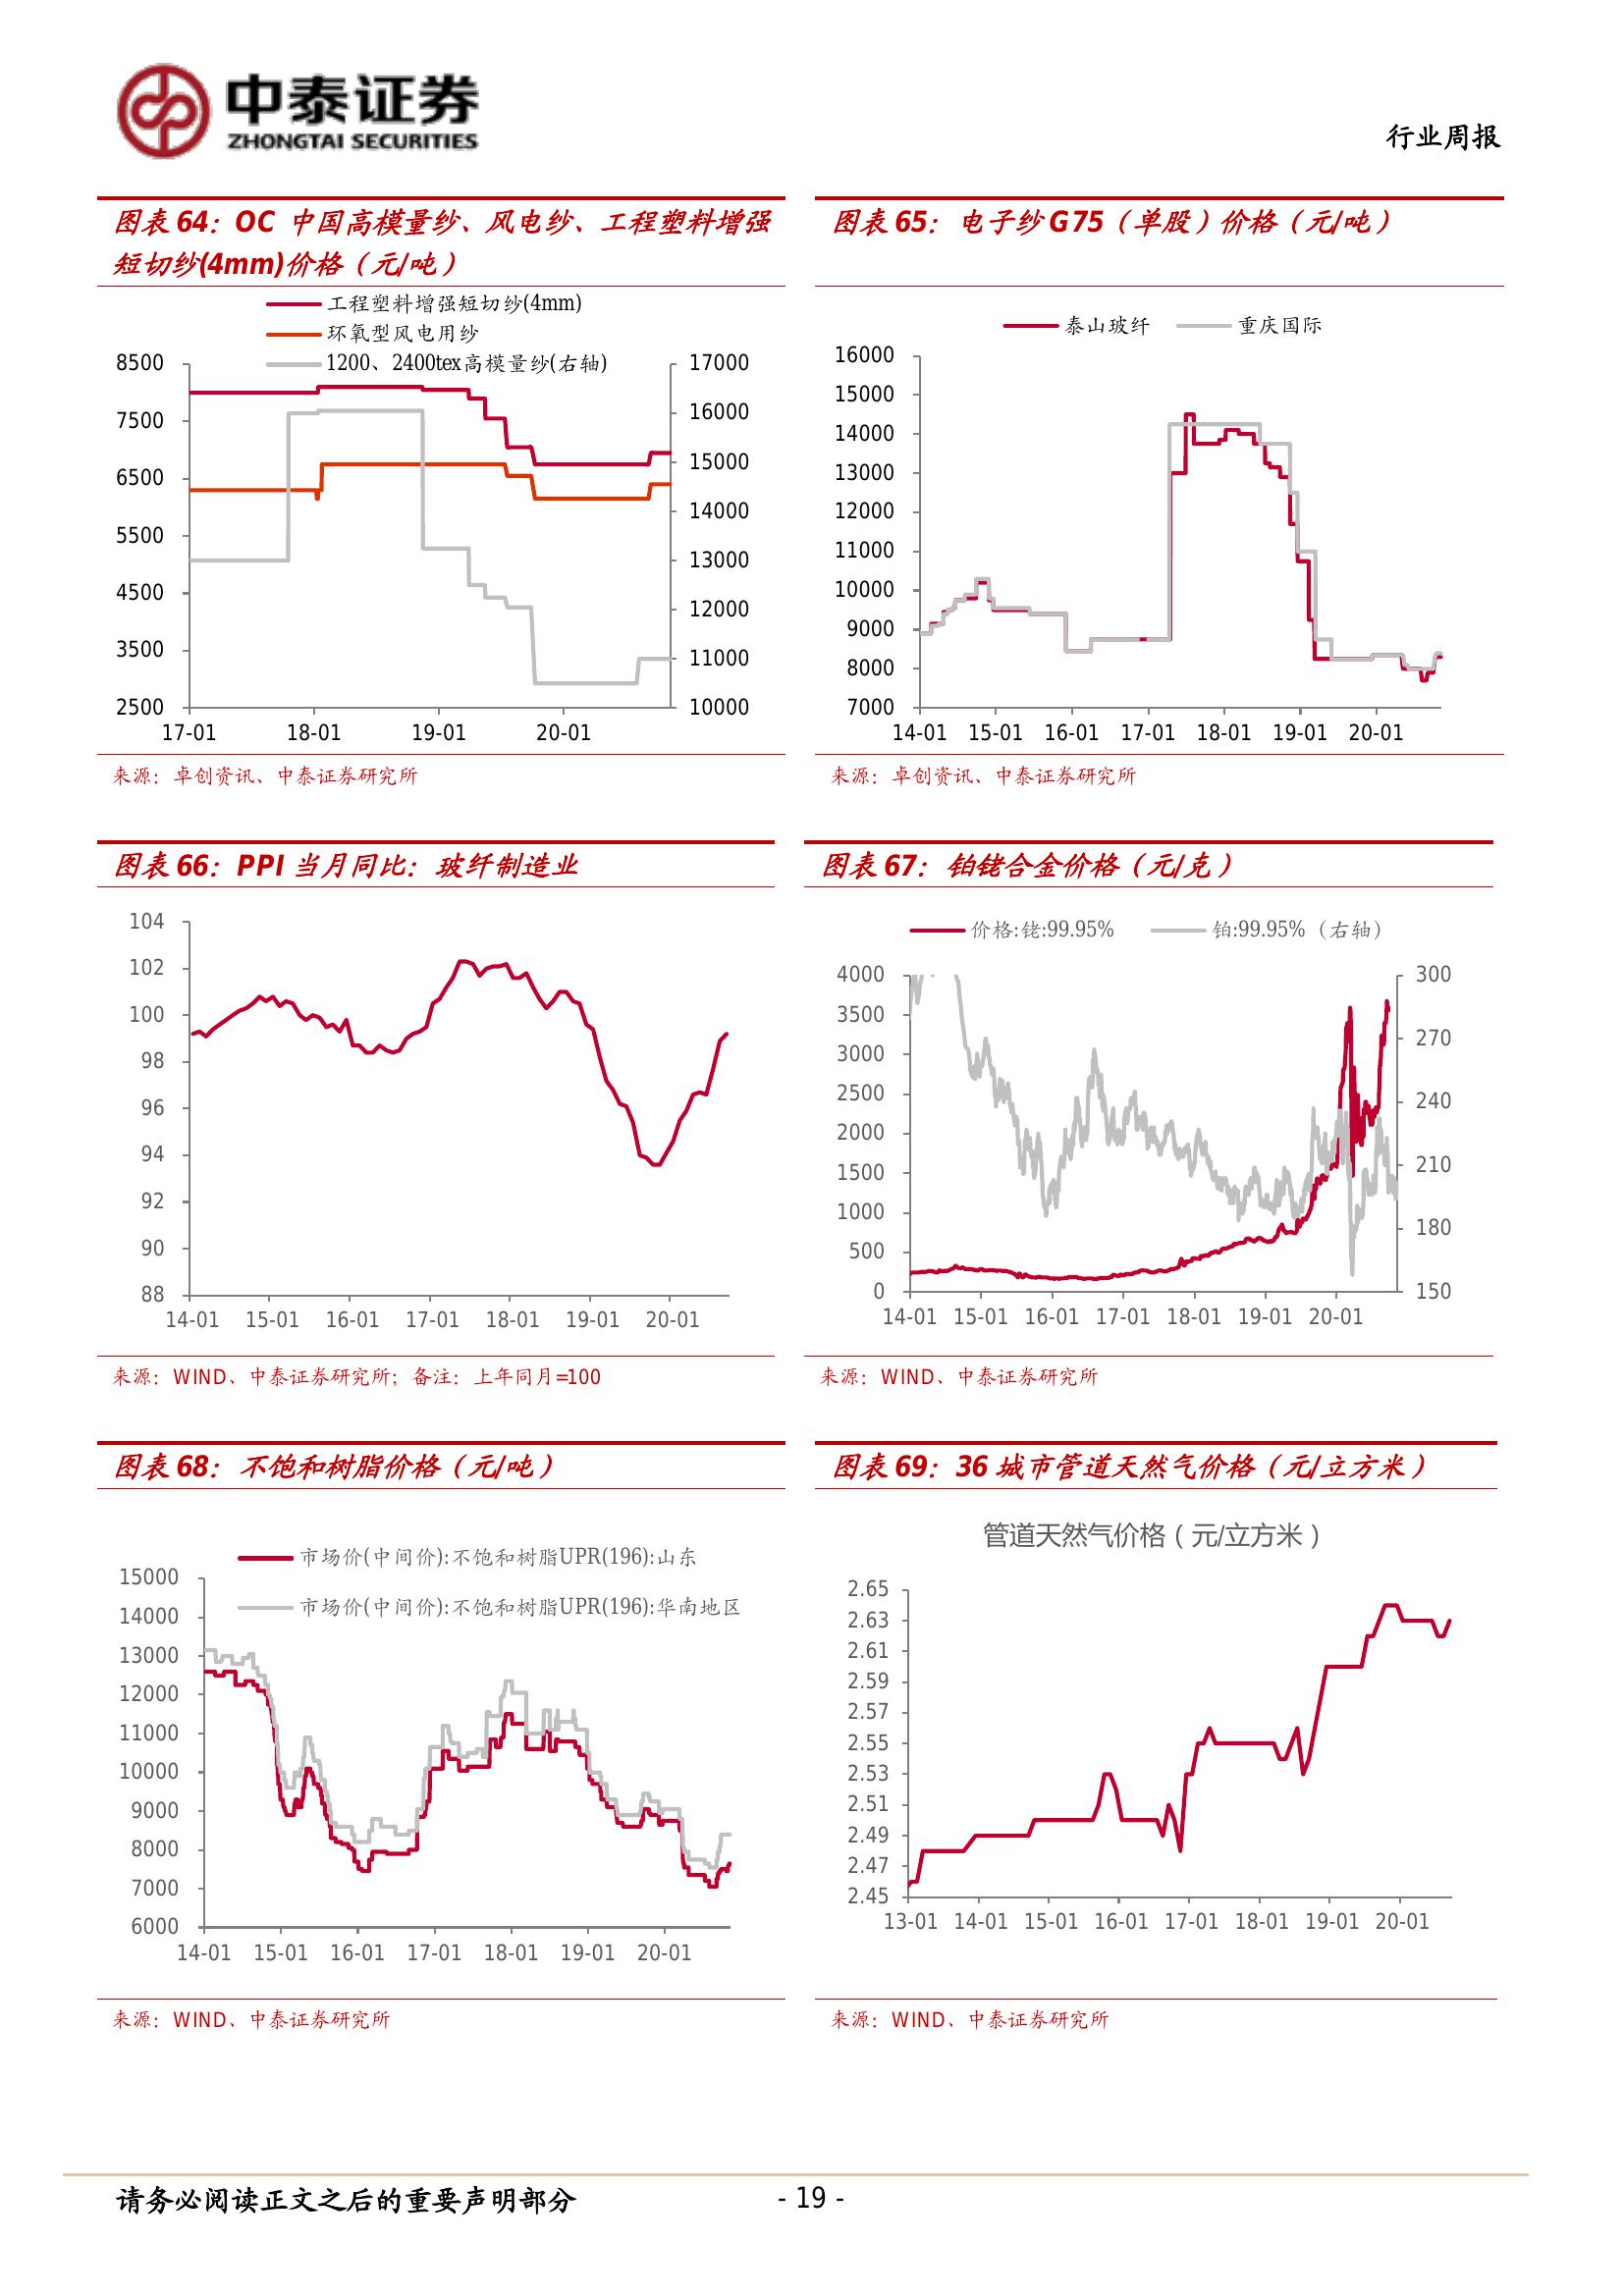 中泰证券
ZHONGTAI SECURITIES
行业周报
图表 64：OC 中国高模量纱、风电纱、工程塑料增强
短切纱(4mm)价格（元/吨）
工程塑料增强短切纱(4mm)
环氧型风电用纱
1200、2400tex高模量纱(右轴)
8500
7500
6500
5500
4500
3500
2500
17000
16000
15000
14000
13000
12000
11000
10000
17-01 18-01 19-01 20-01
来源：卓创资讯、中泰证券研究所
图表 65：电子纱 G75（单股）价格（元/吨）
泰山玻纤 重庆国际
16000
15000
14000
13000
12000
11000
10000
9000
8000
7000
14-01 15-01 16-01 17-01 18-01 19-01 20-01
来源：卓创资讯、中泰证券研究所
图表 66：PPI 当月同比：玻纤制造业
104
102
100
98
96
94
92
90
88
14-01 15-01 16-01 17-01 18-01 19-01 20-01
来源：WIND、中泰证券研究所；备注：上年同月=100
图表 67：铂铑合金价格（元/克）
价格:铑:99.95% 铂:99.95%（右轴）
4000
3500
3000
2500
2000
1500
1000
500
0
300
270
240
210
180
150
14-01 15-01 16-01 17-01 18-01 19-01 20-01
来源：WIND、中泰证券研究所
图表 68：不饱和树脂价格（元/吨）
市场价(中间价):不饱和树脂UPR(196):山东
市场价(中间价):不饱和树脂UPR(196):华南地区
15000
14000
13000
12000
11000
10000
9000
8000
7000
6000
14-01 15-01 16-01 17-01 18-01 19-01 20-01
来源：WIND、中泰证券研究所
图表 69：36 城市管道天然气价格（元/立方米）
管道天然气价格（元/立方米）
2.65
2.63
2.61
2.59
2.57
2.55
2.53
2.51
2.49
2.47
2.45
13-01 14-01 15-01 16-01 17-01 18-01 19-01 20-01
来源：WIND、中泰证券研究所
请务必阅读正文之后的重要声明部分
- 19 -